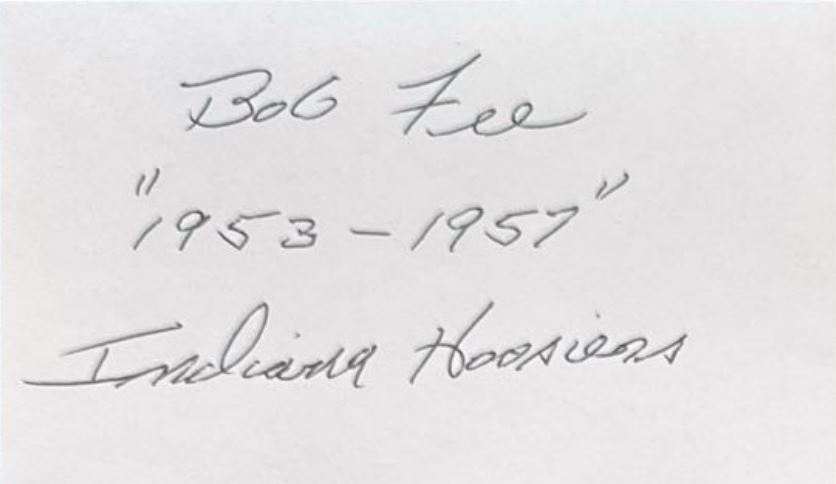 Bob Fee
"1953-1957"
Indiana Hoosiers